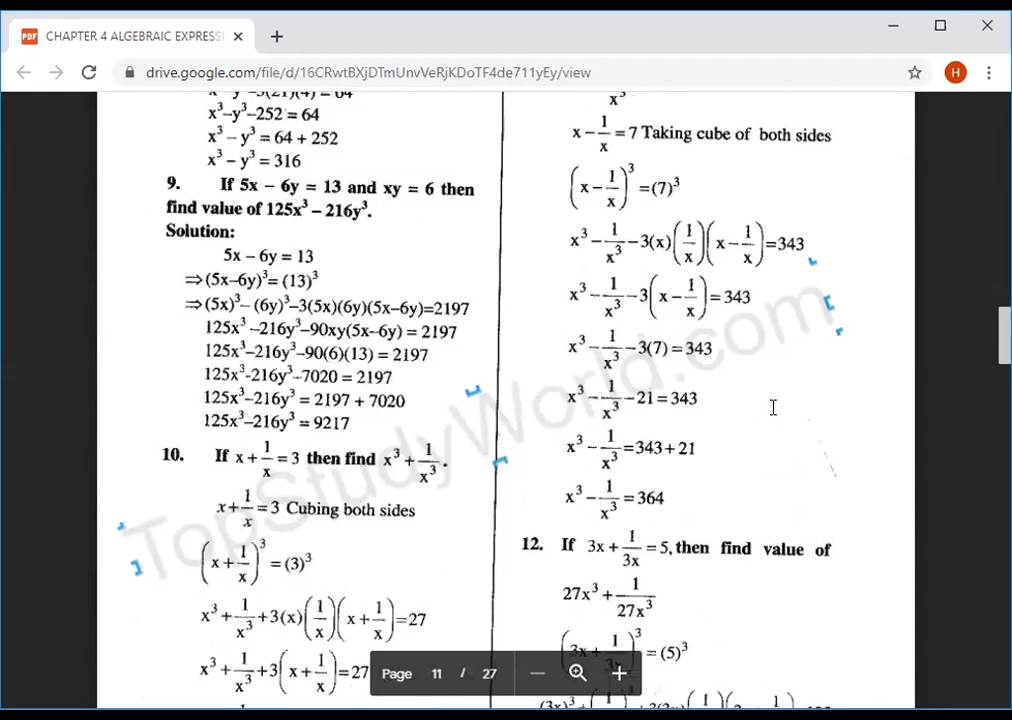 CHAPTER 4 ALGEBRAIC EXPRESS
drive.google.com/file/d/16CRwtBXjDTmUnvVeRjKDoTF4de711yEy/view
H
x³–y³–252 = 64
x³ – y³ = 64 + 252
x³ – y³ = 316
9. If 5x – 6y = 13 and xy = 6 then
find value of 125x³ – 216y³.
Solution:
5x – 6y = 13
⇒(5x–6y)³= (13)³
⇒(5x)³– (6y)³–3(5x)(6y)(5x–6y)=2197
125x³ –216y³–90xy(5x–6y) = 2197
125x³–216y³–90(6)(13) = 2197
125x³-216y³–7020 = 2197
125x³–216y³ = 2197 + 7020
125x³–216y³ = 9217
10. If x + 1/x = 3 then find x³ + 1/x³.
x + 1/x = 3 Cubing both sides
(x + 1/x)³ = (3)³
x³ + 1/x³ + 3(x)(1/x)(x + 1/x) = 27
x³ + 1/x³ + 3(x + 1/x) = 27
x³
x – 1/x = 7 Taking cube of both sides
(x – 1/x)³ = (7)³
x³ – 1/x³ – 3(x)(1/x)(x – 1/x) = 343
x³ – 1/x³ – 3(x – 1/x) = 343
x³ – 1/x³ – 3(7) = 343
x³ – 1/x³ – 21 = 343
x³ – 1/x³ = 343 + 21
x³ – 1/x³ = 364
12. If 3x + 1/3x = 5, then find value of
27x³ + 1/27x³
(3x + 1/3x)³ = (5)³
TopStudyWorld.com
Page 11 / 27